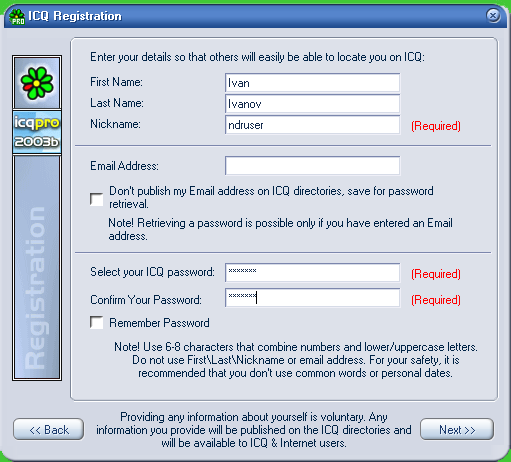 ICQ Registration
PRO
Enter your details so that others will easily be able to locate you on ICQ:
First Name: Ivan
Last Name: Ivanov
Nickname: ndruser (Required)
icqpro
2003b
Email Address:
Don't publish my Email address on ICQ directories, save for password
retrieval.
Note! Retrieving a password is possible only if you have entered an Email
address.
Registration
Select your ICQ password: ******* (Required)
Confirm Your Password: ******* (Required)
Remember Password
Note! Use 6-8 characters that combine numbers and lower/uppercase letters.
Do not use First\Last\Nickname or email address. For your safety, it is
recommended that you don't use common words or personal dates.
<< Back
Providing any information about yourself is voluntary. Any
information you provide will be published on the ICQ directories and
will be available to ICQ & Internet users.
Next >>